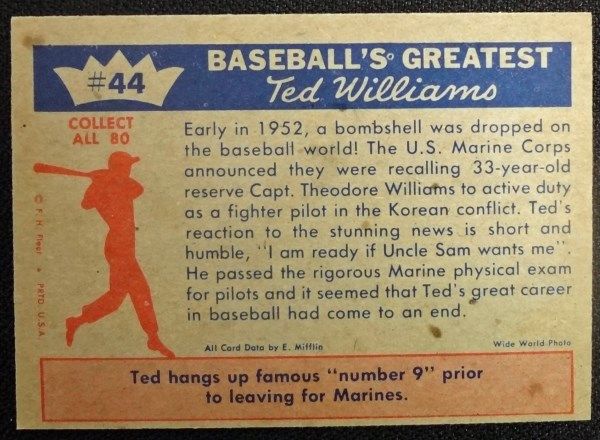 #44
BASEBALL'S GREATEST
Ted Williams
COLLECT
ALL 80
Early in 1952, a bombshell was dropped on
the baseball world! The U.S. Marine Corps
announced they were recalling 33-year-old
reserve Capt. Theodore Williams to active duty
as a fighter pilot in the Korean conflict. Ted's
reaction to the stunning news is short and
humble, "I am ready if Uncle Sam wants me".
He passed the rigorous Marine physical exam
for pilots and it seemed that Ted's great career
in baseball had come to an end.
© F. H. Fleer • PRTD. U.S.A
All Card Data by E. Mifflin
Wide World Photo
Ted hangs up famous "number 9" prior
to leaving for Marines.